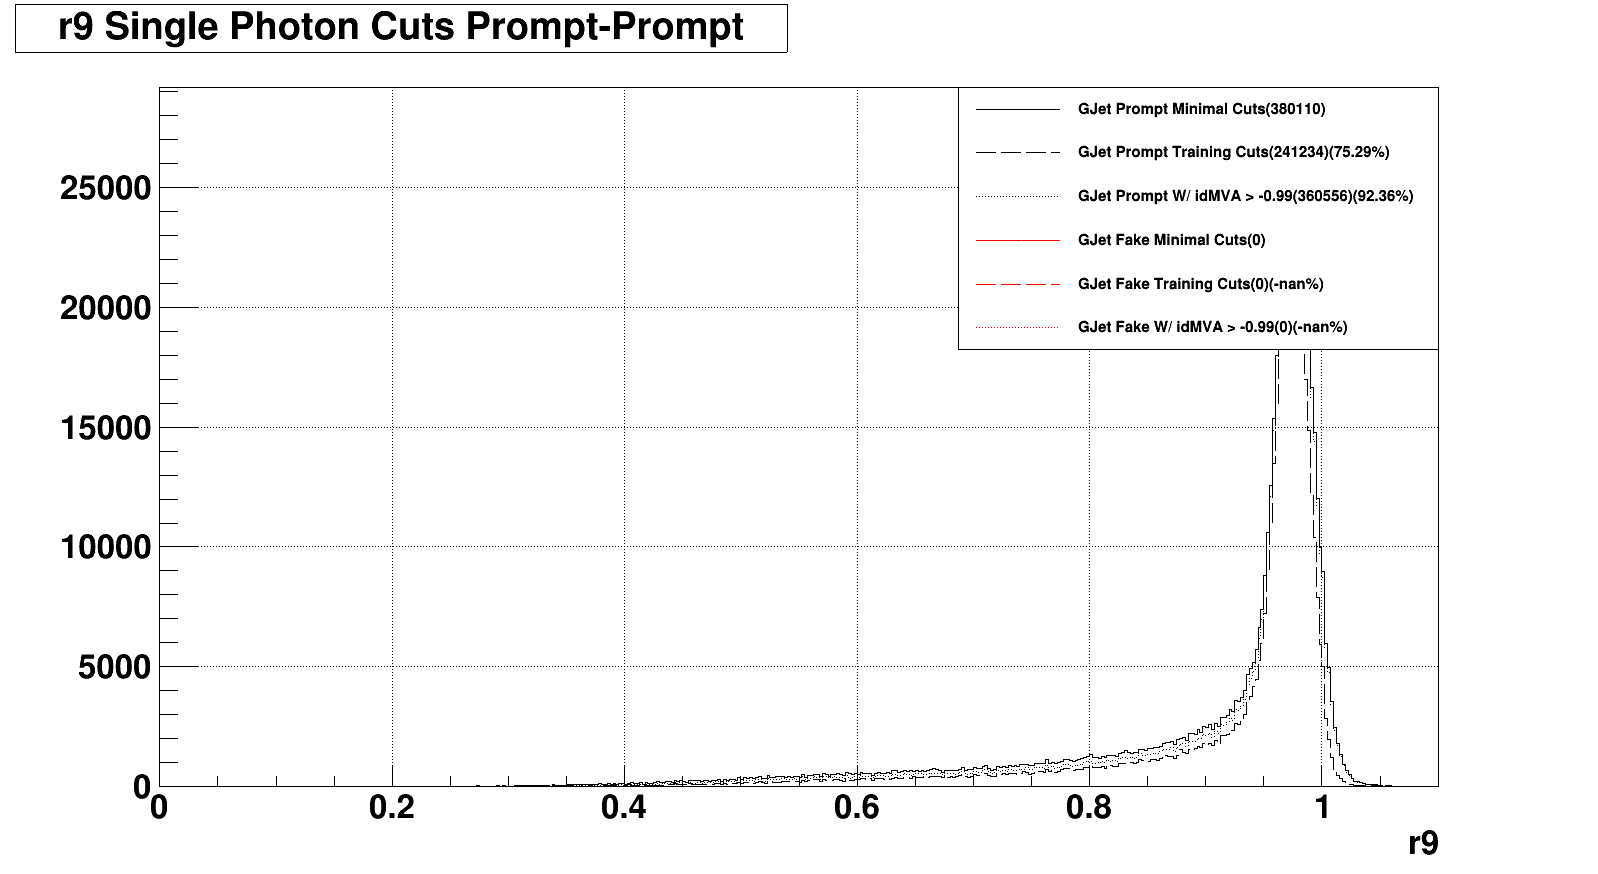 r9 Single Photon Cuts Prompt-Prompt
GJet Prompt Minimal Cuts(380110)
GJet Prompt Training Cuts(241234)(75.29%)
GJet Prompt W/ idMVA > -0.99(360556)(92.36%)
GJet Fake Minimal Cuts(0)
GJet Fake Training Cuts(0)(-nan%)
GJet Fake W/ idMVA > -0.99(0)(-nan%)
25000
20000
15000
10000
5000
0
0 0.2 0.4 0.6 0.8 1
r9